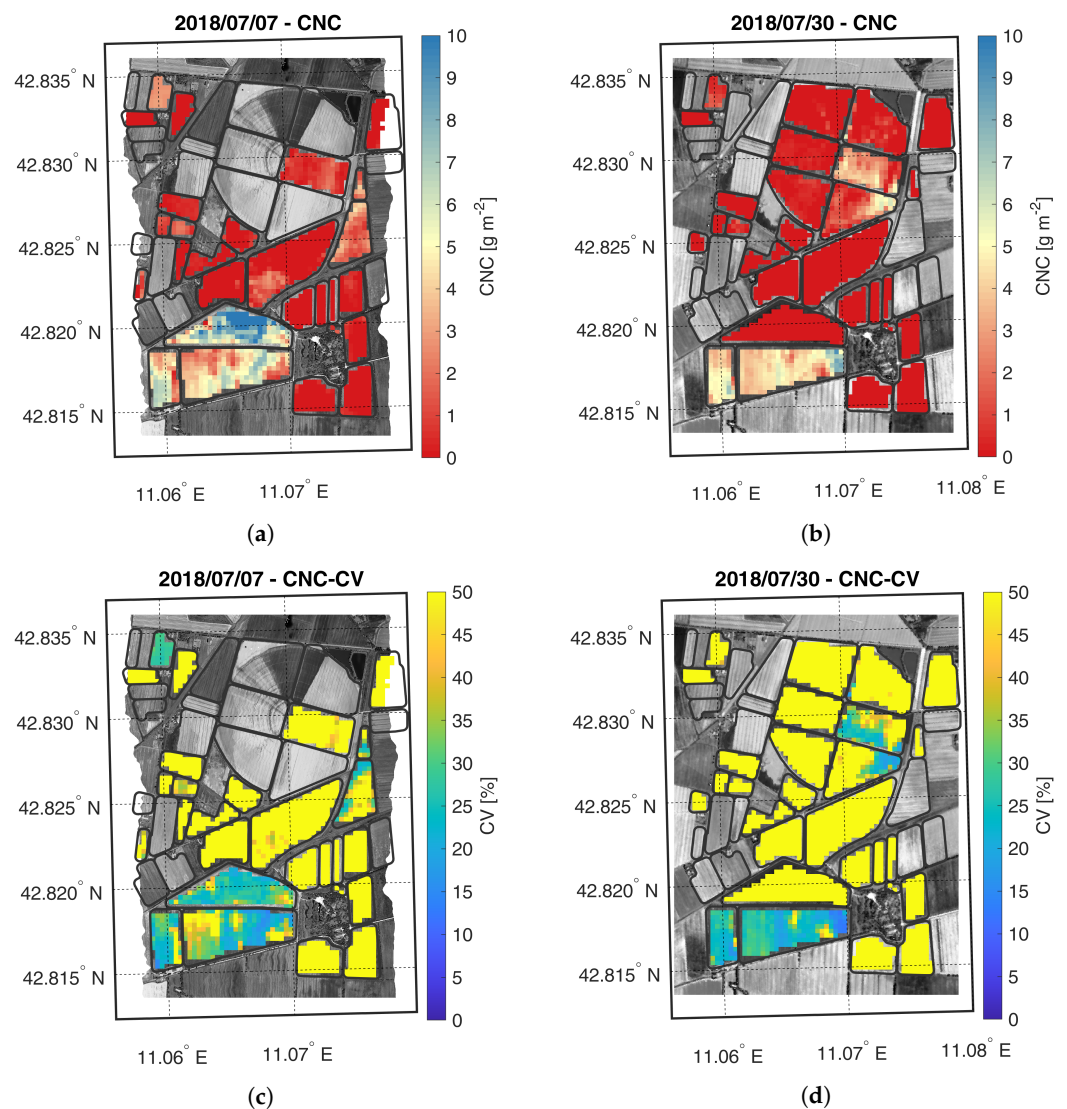 2018/07/07 - CNC
42.835° N
42.830° N
42.825° N
42.820° N
42.815° N
11.06° E
11.07° E
10
9
8
7
6
5
4
3
2
1
0
CNC [g m-2]
(a)
2018/07/30 - CNC
42.835° N
42.830° N
42.825° N
42.820° N
42.815° N
11.06° E
11.07° E
11.08° E
10
9
8
7
6
5
4
3
2
1
0
CNC [g m-2]
(b)
2018/07/07 - CNC-CV
42.835° N
42.830° N
42.825° N
42.820° N
42.815° N
11.06° E
11.07° E
50
45
40
35
30
25
20
15
10
5
0
CV [%]
(c)
2018/07/30 - CNC-CV
42.835° N
42.830° N
42.825° N
42.820° N
42.815° N
11.06° E
11.07° E
11.08° E
50
45
40
35
30
25
20
15
10
5
0
CV [%]
(d)